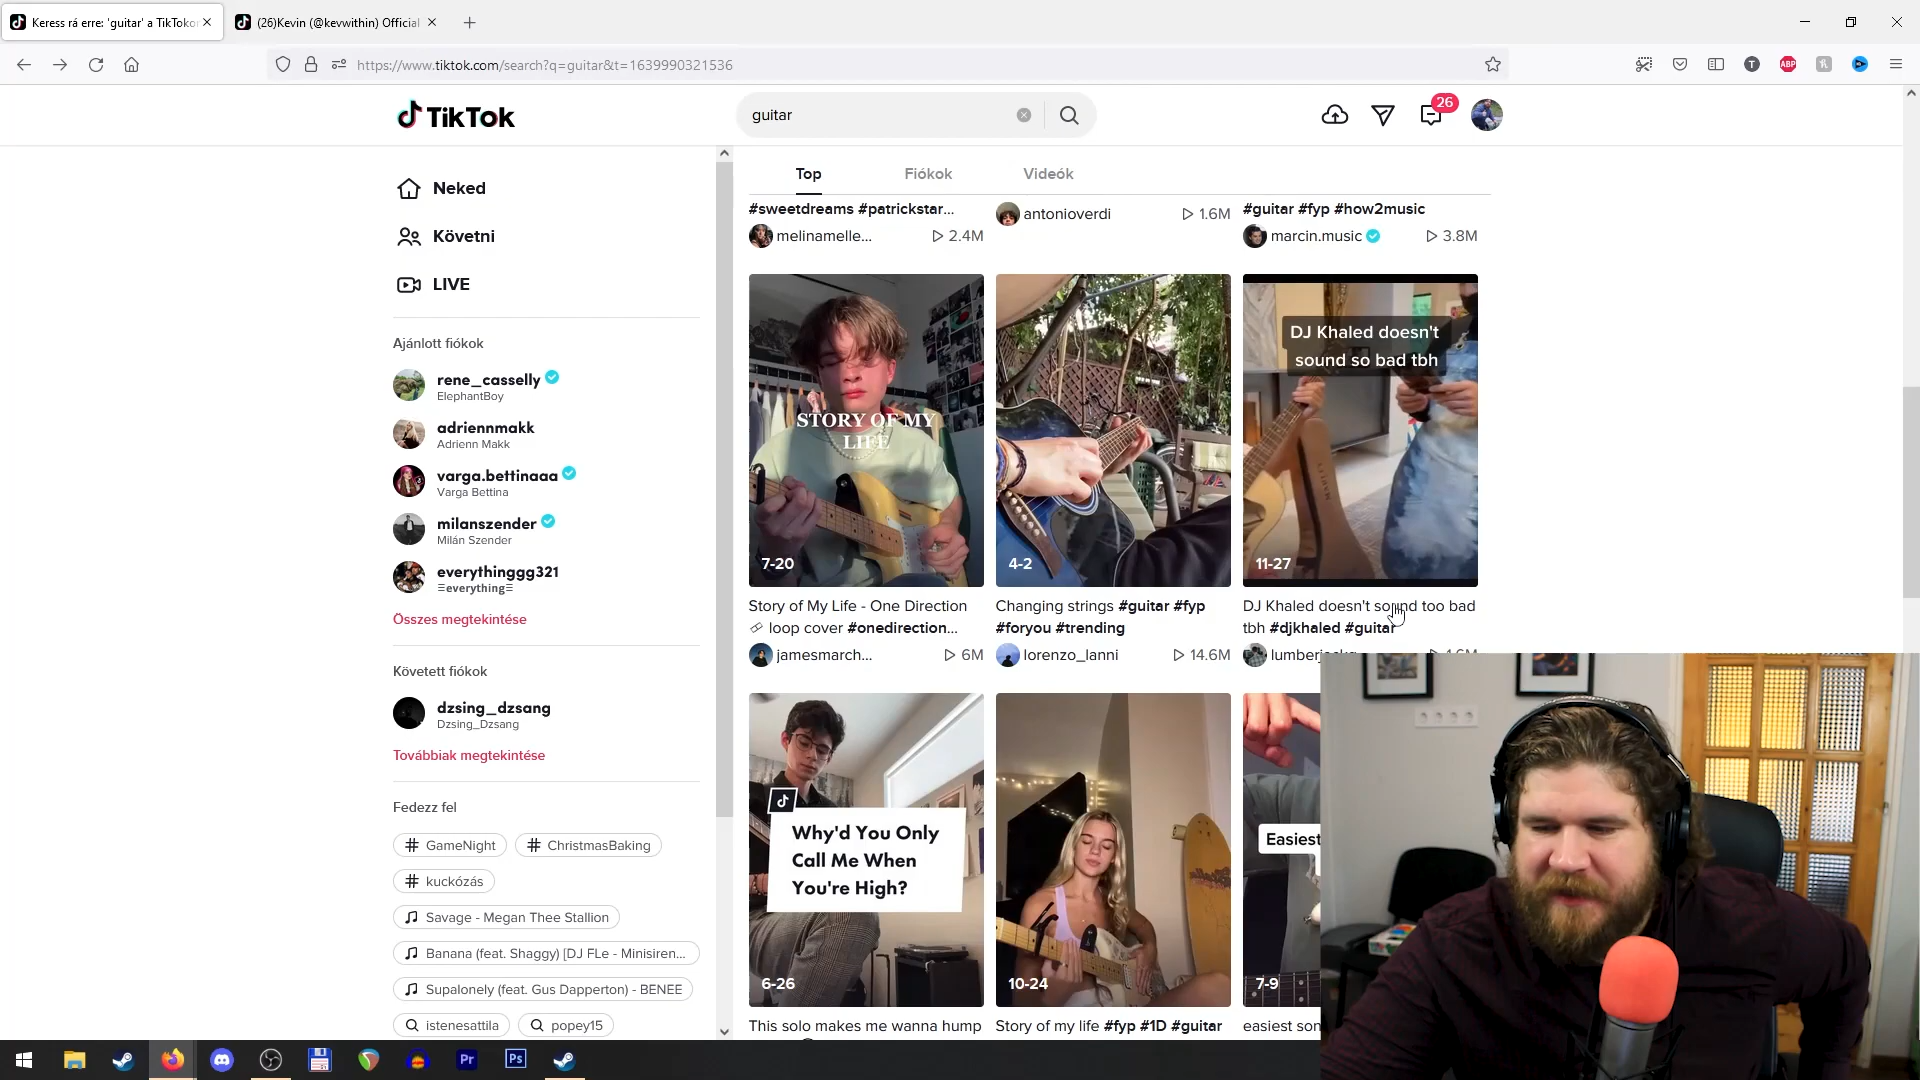 Keress rá erre: 'guitar' a TikToko
(26)Kevin (@kevwithin) Official
https://www.tiktok.com/search?q=guitar&t=1639990321536
ABP
TikTok
guitar
26
Neked
Követni
LIVE
Ajánlott fiókok
rene_casselly
ElephantBoy
adriennmakk
Adrienn Makk
varga.bettinaaa
Varga Bettina
milanszender
Milán Szender
everythinggg321
☰everything☰
Összes megtekintése
Követett fiókok
dzsing_dzsang
Dzsing_Dzsang
Továbbiak megtekintése
Fedezz fel
# GameNight
# ChristmasBaking
# kuckózás
Savage - Megan Thee Stallion
Banana (feat. Shaggy) [DJ FLe - Minisiren...
Supalonely (feat. Gus Dapperton) - BENEE
istenesattila
popey15
Top
Fiókok
Videók
#sweetdreams #patrickstar...
melinamelle...
2.4M
antonioverdi
1.6M
#guitar #fyp #how2music
marcin.music
3.8M
STORY OF MY
LIFE
7-20
Story of My Life - One Direction
loop cover #onedirection...
jamesmarch...
6M
4-2
Changing strings #guitar #fyp
#foryou #trending
lorenzo_lanni
14.6M
DJ Khaled doesn't
sound so bad tbh
11-27
DJ Khaled doesn't sound too bad
tbh #djkhaled #guitar
Why'd You Only
Call Me When
You're High?
6-26
This solo makes me wanna hump
10-24
Story of my life #fyp #1D #guitar
Easiest
7-9
easiest son
Pr
Ps